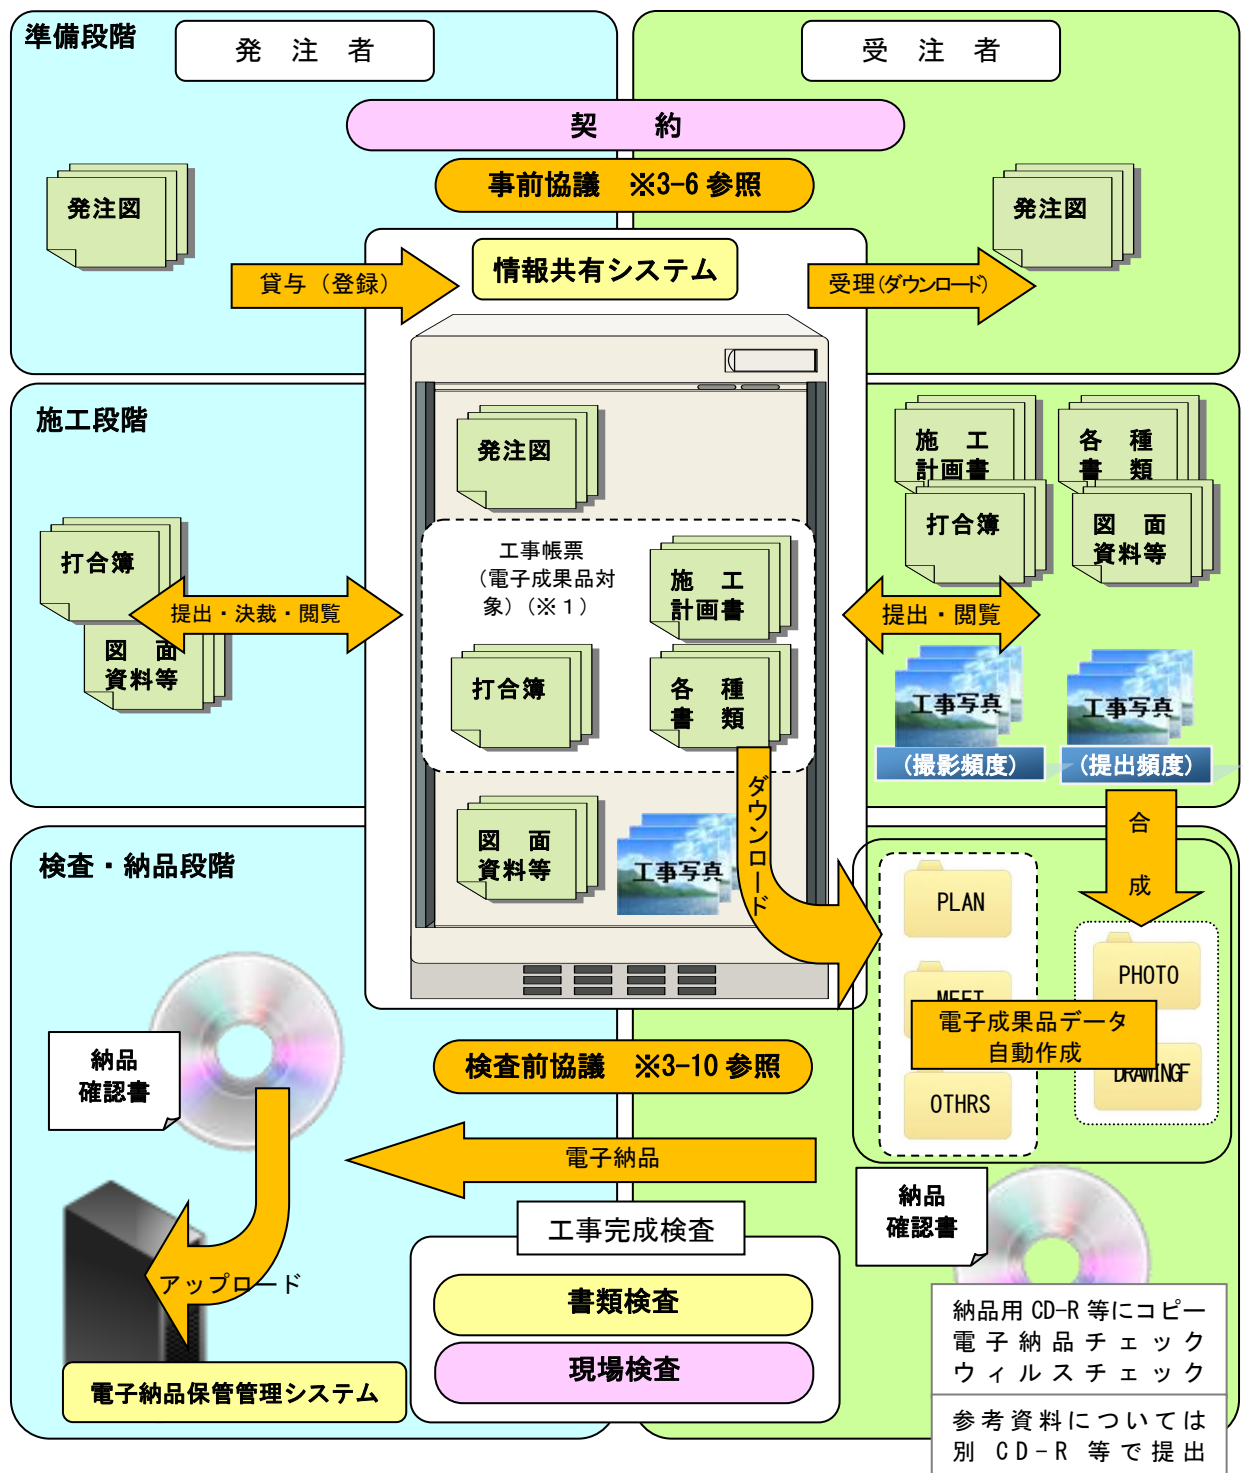 準備段階
発 注 者
受 注 者
契 約
事前協議 ※3-6 参照
発注図
発注図
情報共有システム
貸与（登録）
受理(ダウンロード)
施工段階
発注図
施 工
計画書
各 種
書 類
打合簿
図 面
資料等
打合簿
図 面
資料等
提出・決裁・閲覧
工事帳票
（電子成果品対
象）（※１）
施 工
計画書
打合簿
各 種
書 類
提出・閲覧
工事写真
(撮影頻度)
工事写真
(提出頻度)
図 面
資料等
工事写真
ダウンロード
合
成
検査・納品段階
PLAN
MEET
OTHRS
PHOTO
DRAWINGF
電子成果品データ
自動作成
納品
確認書
検査前協議 ※3-10 参照
電子納品
アップロード
電子納品保管管理システム
工事完成検査
書類検査
現場検査
納品
確認書
納品用 CD-R 等にコピー
電子納品チェック
ウィルスチェック
参考資料については
別 CD-R 等で提出